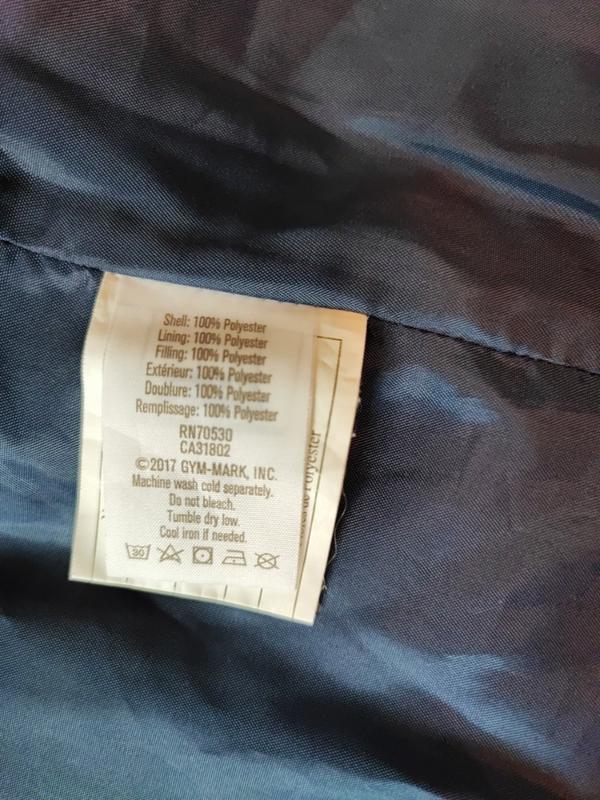 Shell: 100% Polyester
Lining: 100% Polyester
Filling: 100% Polyester
Extérieur: 100% Polyester
Doublure: 100% Polyester
Remplissage: 100% Polyester
RN70530
CA31802
©2017 GYM-MARK, INC.
Machine wash cold separately.
Do not bleach.
Tumble dry low.
Cool iron if needed.
30
Polyester